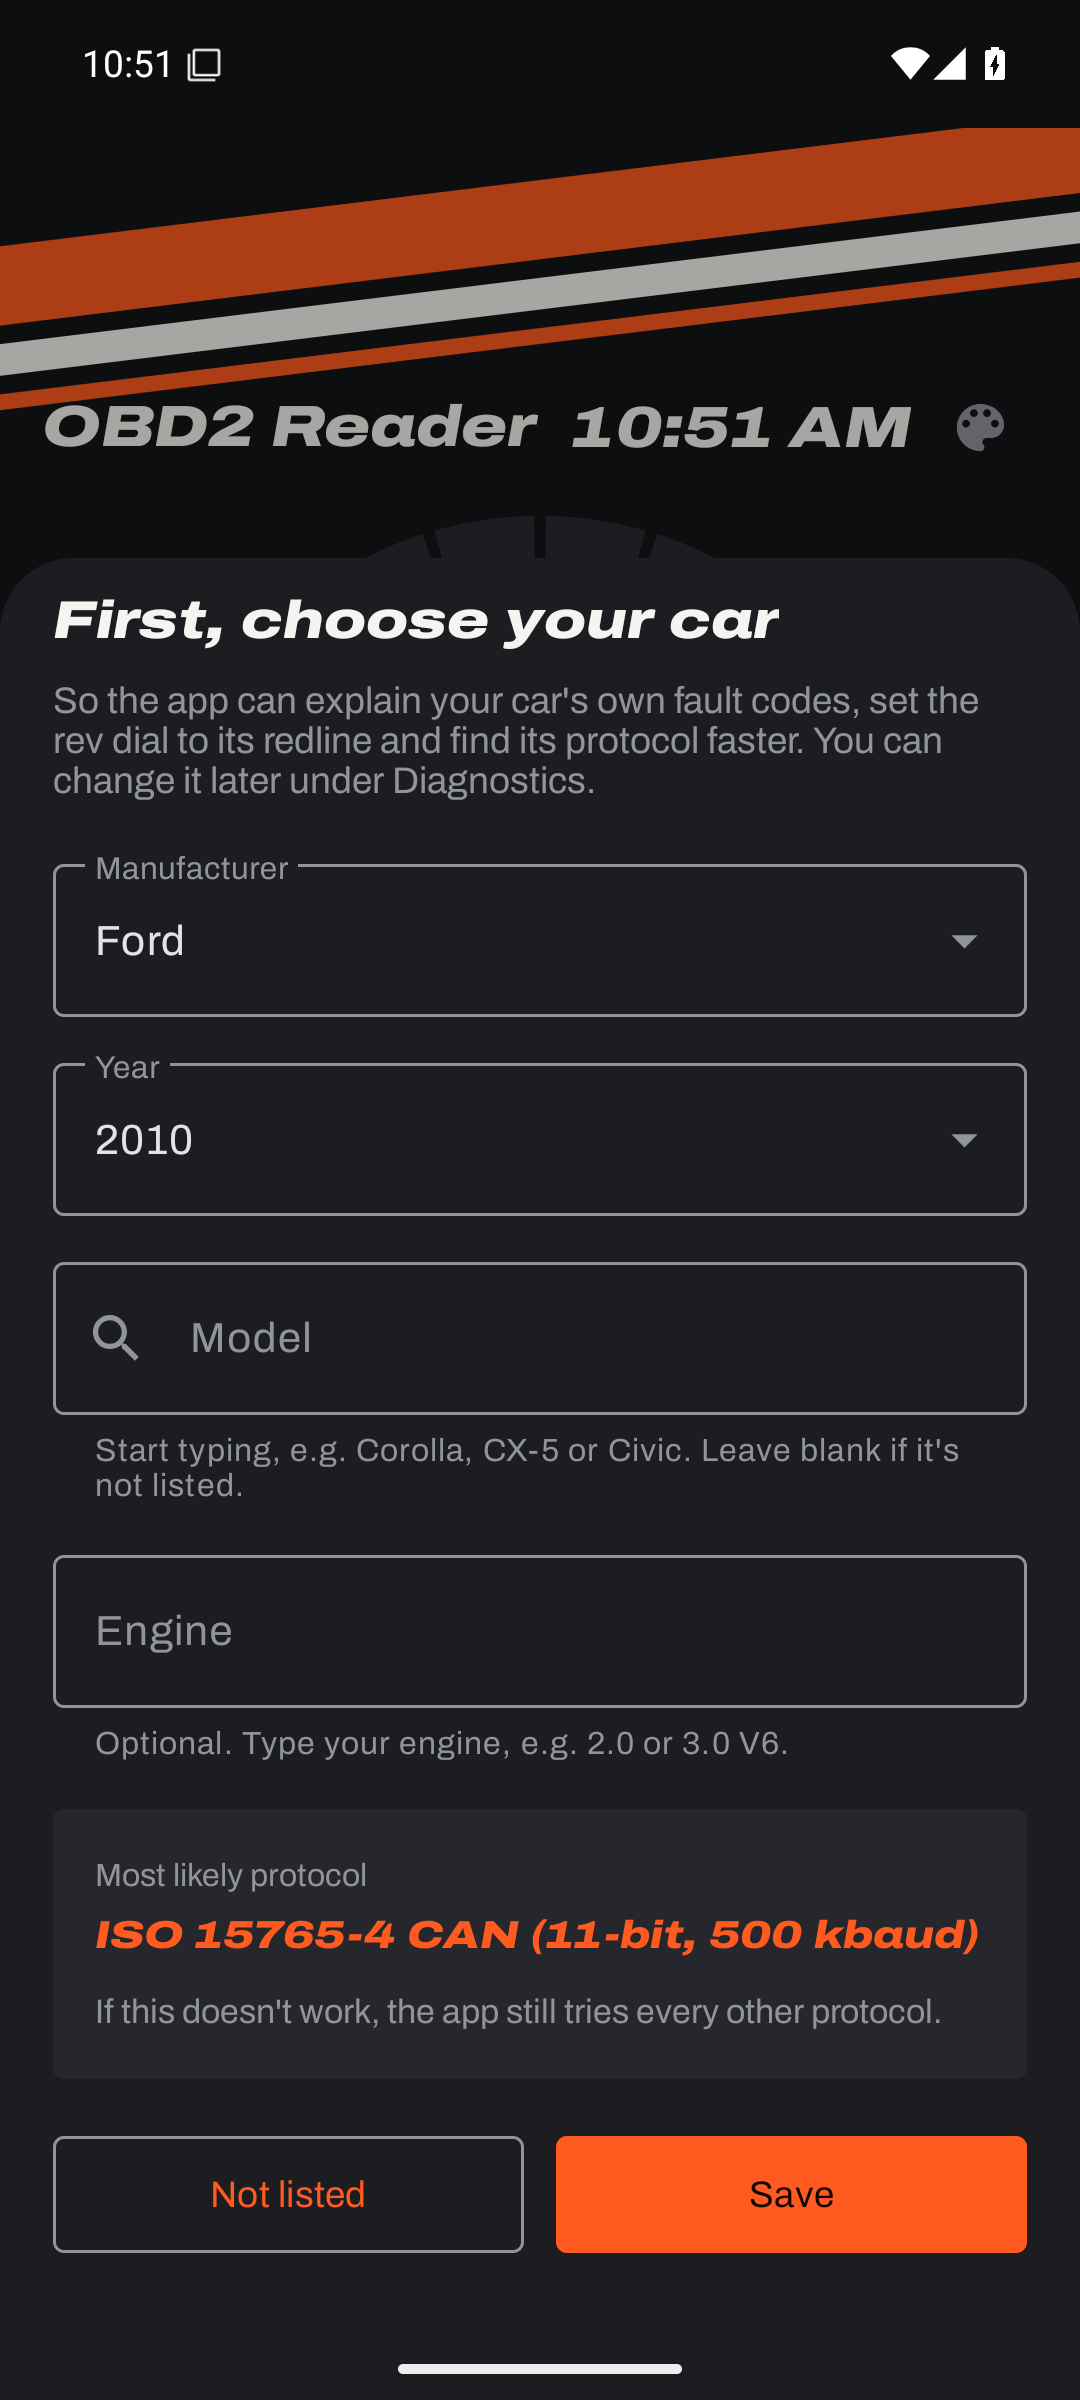 10:51
OBD2 Reader 10:51 AM
First, choose your car
So the app can explain your car's own fault codes, set the
rev dial to its redline and find its protocol faster. You can
change it later under Diagnostics.
Manufacturer
Ford
Year
2010
Model
Start typing, e.g. Corolla, CX-5 or Civic. Leave blank if it's
not listed.
Engine
Optional. Type your engine, e.g. 2.0 or 3.0 V6.
Most likely protocol
ISO 15765-4 CAN (11-bit, 500 kbaud)
If this doesn't work, the app still tries every other protocol.
Not listed
Save